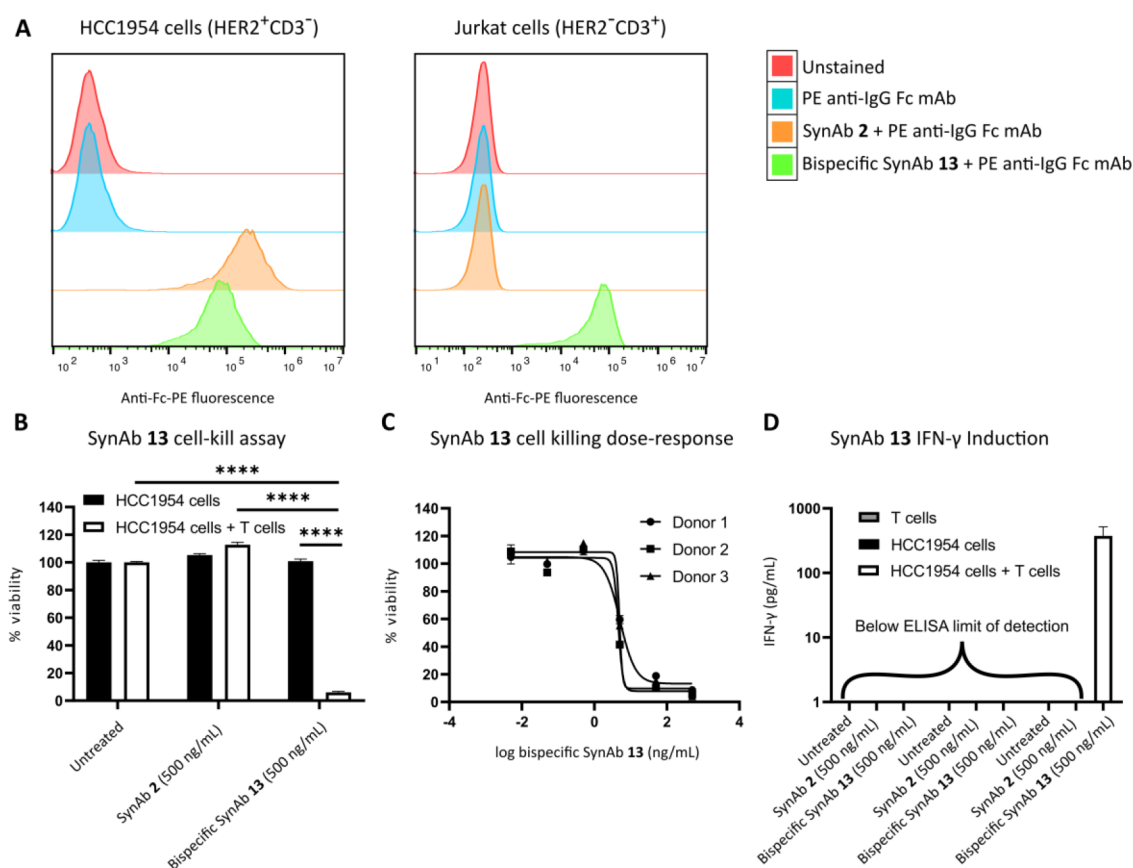 A
HCC1954 cells (HER2⁺CD3⁻)
Jurkat cells (HER2⁻CD3⁺)
Unstained
PE anti-IgG Fc mAb
SynAb 2 + PE anti-IgG Fc mAb
Bispecific SynAb 13 + PE anti-IgG Fc mAb
10² 10³ 10⁴ 10⁵ 10⁶ 10⁷
Anti-Fc-PE fluorescence
10¹ 10² 10³ 10⁴ 10⁵ 10⁶ 10⁷
Anti-Fc-PE fluorescence
B
SynAb 13 cell-kill assay
****
****
****
HCC1954 cells
HCC1954 cells + T cells
% viability
140
120
100
80
60
40
20
0
Untreated
SynAb 2 (500 ng/mL)
Bispecific SynAb 13 (500 ng/mL)
C
SynAb 13 cell killing dose-response
Donor 1
Donor 2
Donor 3
% viability
140
120
100
80
60
40
20
0
-4 -2 0 2 4
log bispecific SynAb 13 (ng/mL)
D
SynAb 13 IFN-γ Induction
T cells
HCC1954 cells
HCC1954 cells + T cells
Below ELISA limit of detection
IFN-γ (pg/mL)
1000
100
10
1
Untreated
SynAb 2 (500 ng/mL)
Bispecific SynAb 13 (500 ng/mL)
Untreated
SynAb 2 (500 ng/mL)
Bispecific SynAb 13 (500 ng/mL)
Untreated
SynAb 2 (500 ng/mL)
Bispecific SynAb 13 (500 ng/mL)